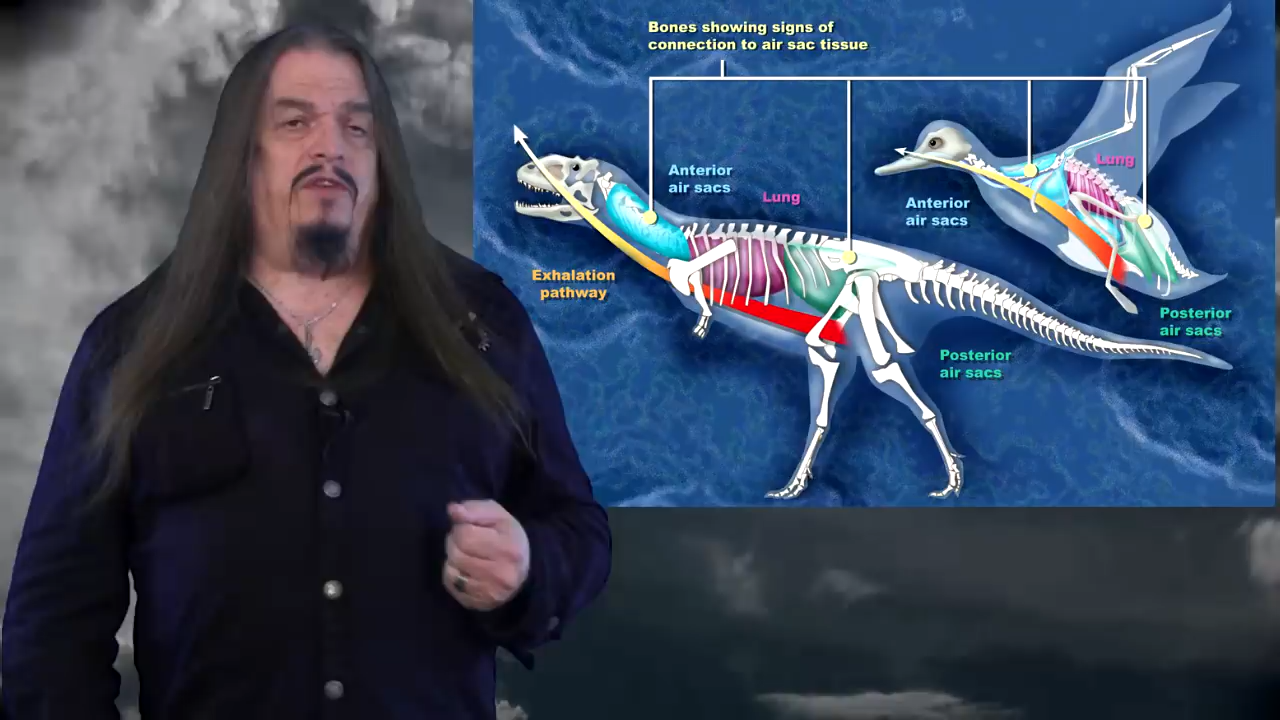 Bones showing signs of
connection to air sac tissue
Anterior
air sacs
Lung
Exhalation
pathway
Posterior
air sacs
Lung
Anterior
air sacs
Posterior
air sacs